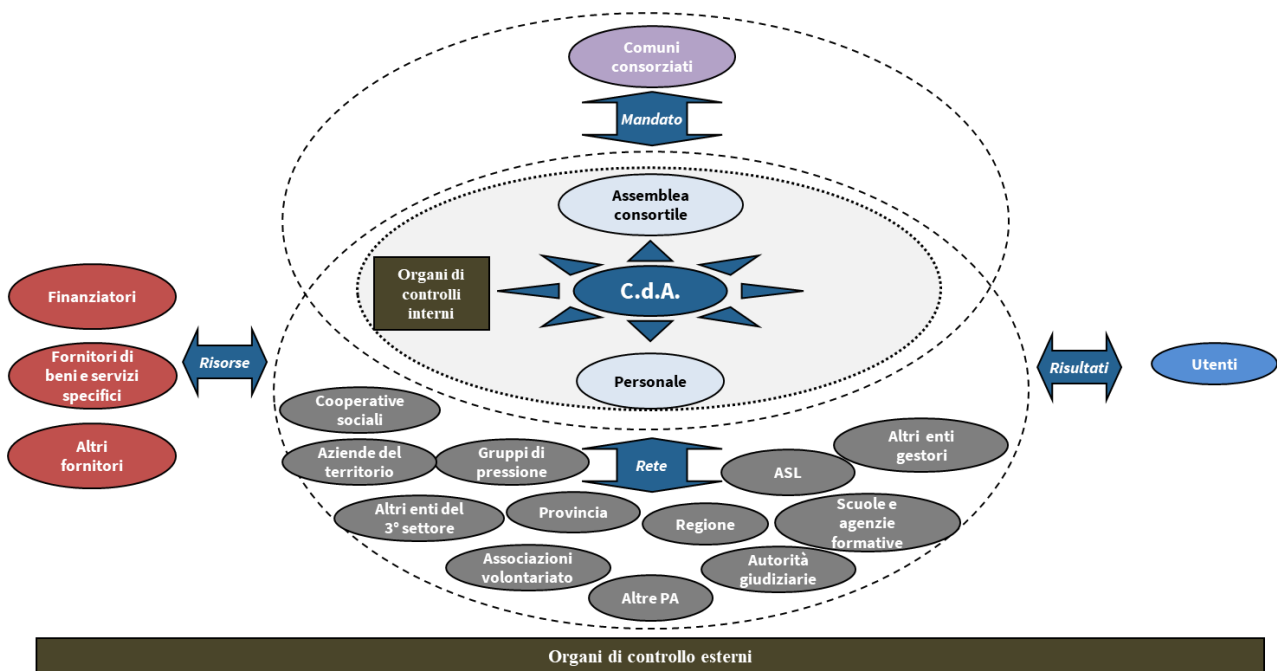 Comuni
consorziati
Mandato
Assemblea
consortile
Organi di
controlli
interni
C.d.A.
Personale
Finanziatori
Fornitori di
beni e servizi
specifici
Altri
fornitori
Risorse
Risultati
Utenti
Cooperative
sociali
Aziende del
territorio
Gruppi di
pressione
Rete
ASL
Altri enti
gestori
Altri enti del
3° settore
Provincia
Regione
Scuole e
agenzie
formative
Associazioni
volontariato
Altre PA
Autorità
giudiziarie
Organi di controllo esterni